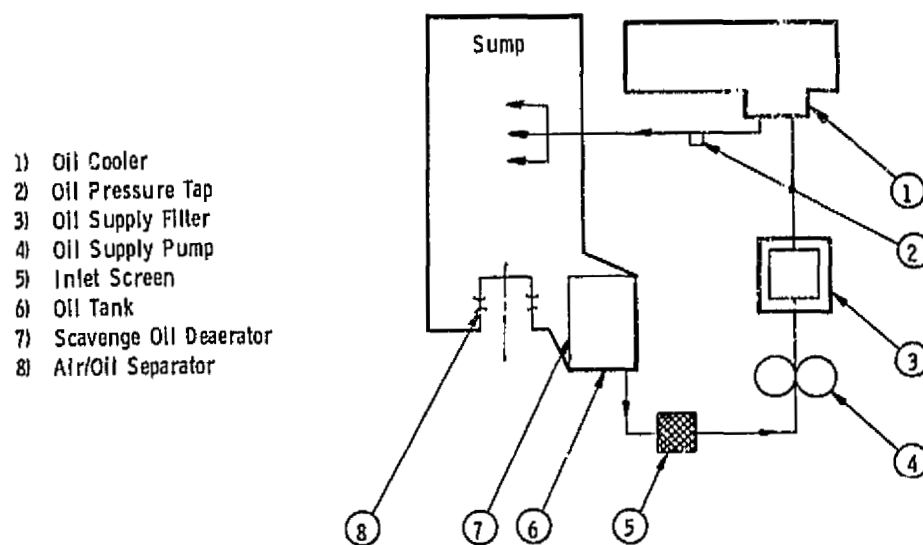 Sump
1) Oil Cooler
2) Oil Pressure Tap
3) Oil Supply Filter
4) Oil Supply Pump
5) Inlet Screen
6) Oil Tank
7) Scavenge Oil Deaerator
8) Air/Oil Separator
1
2
3
4
8
7
6
5